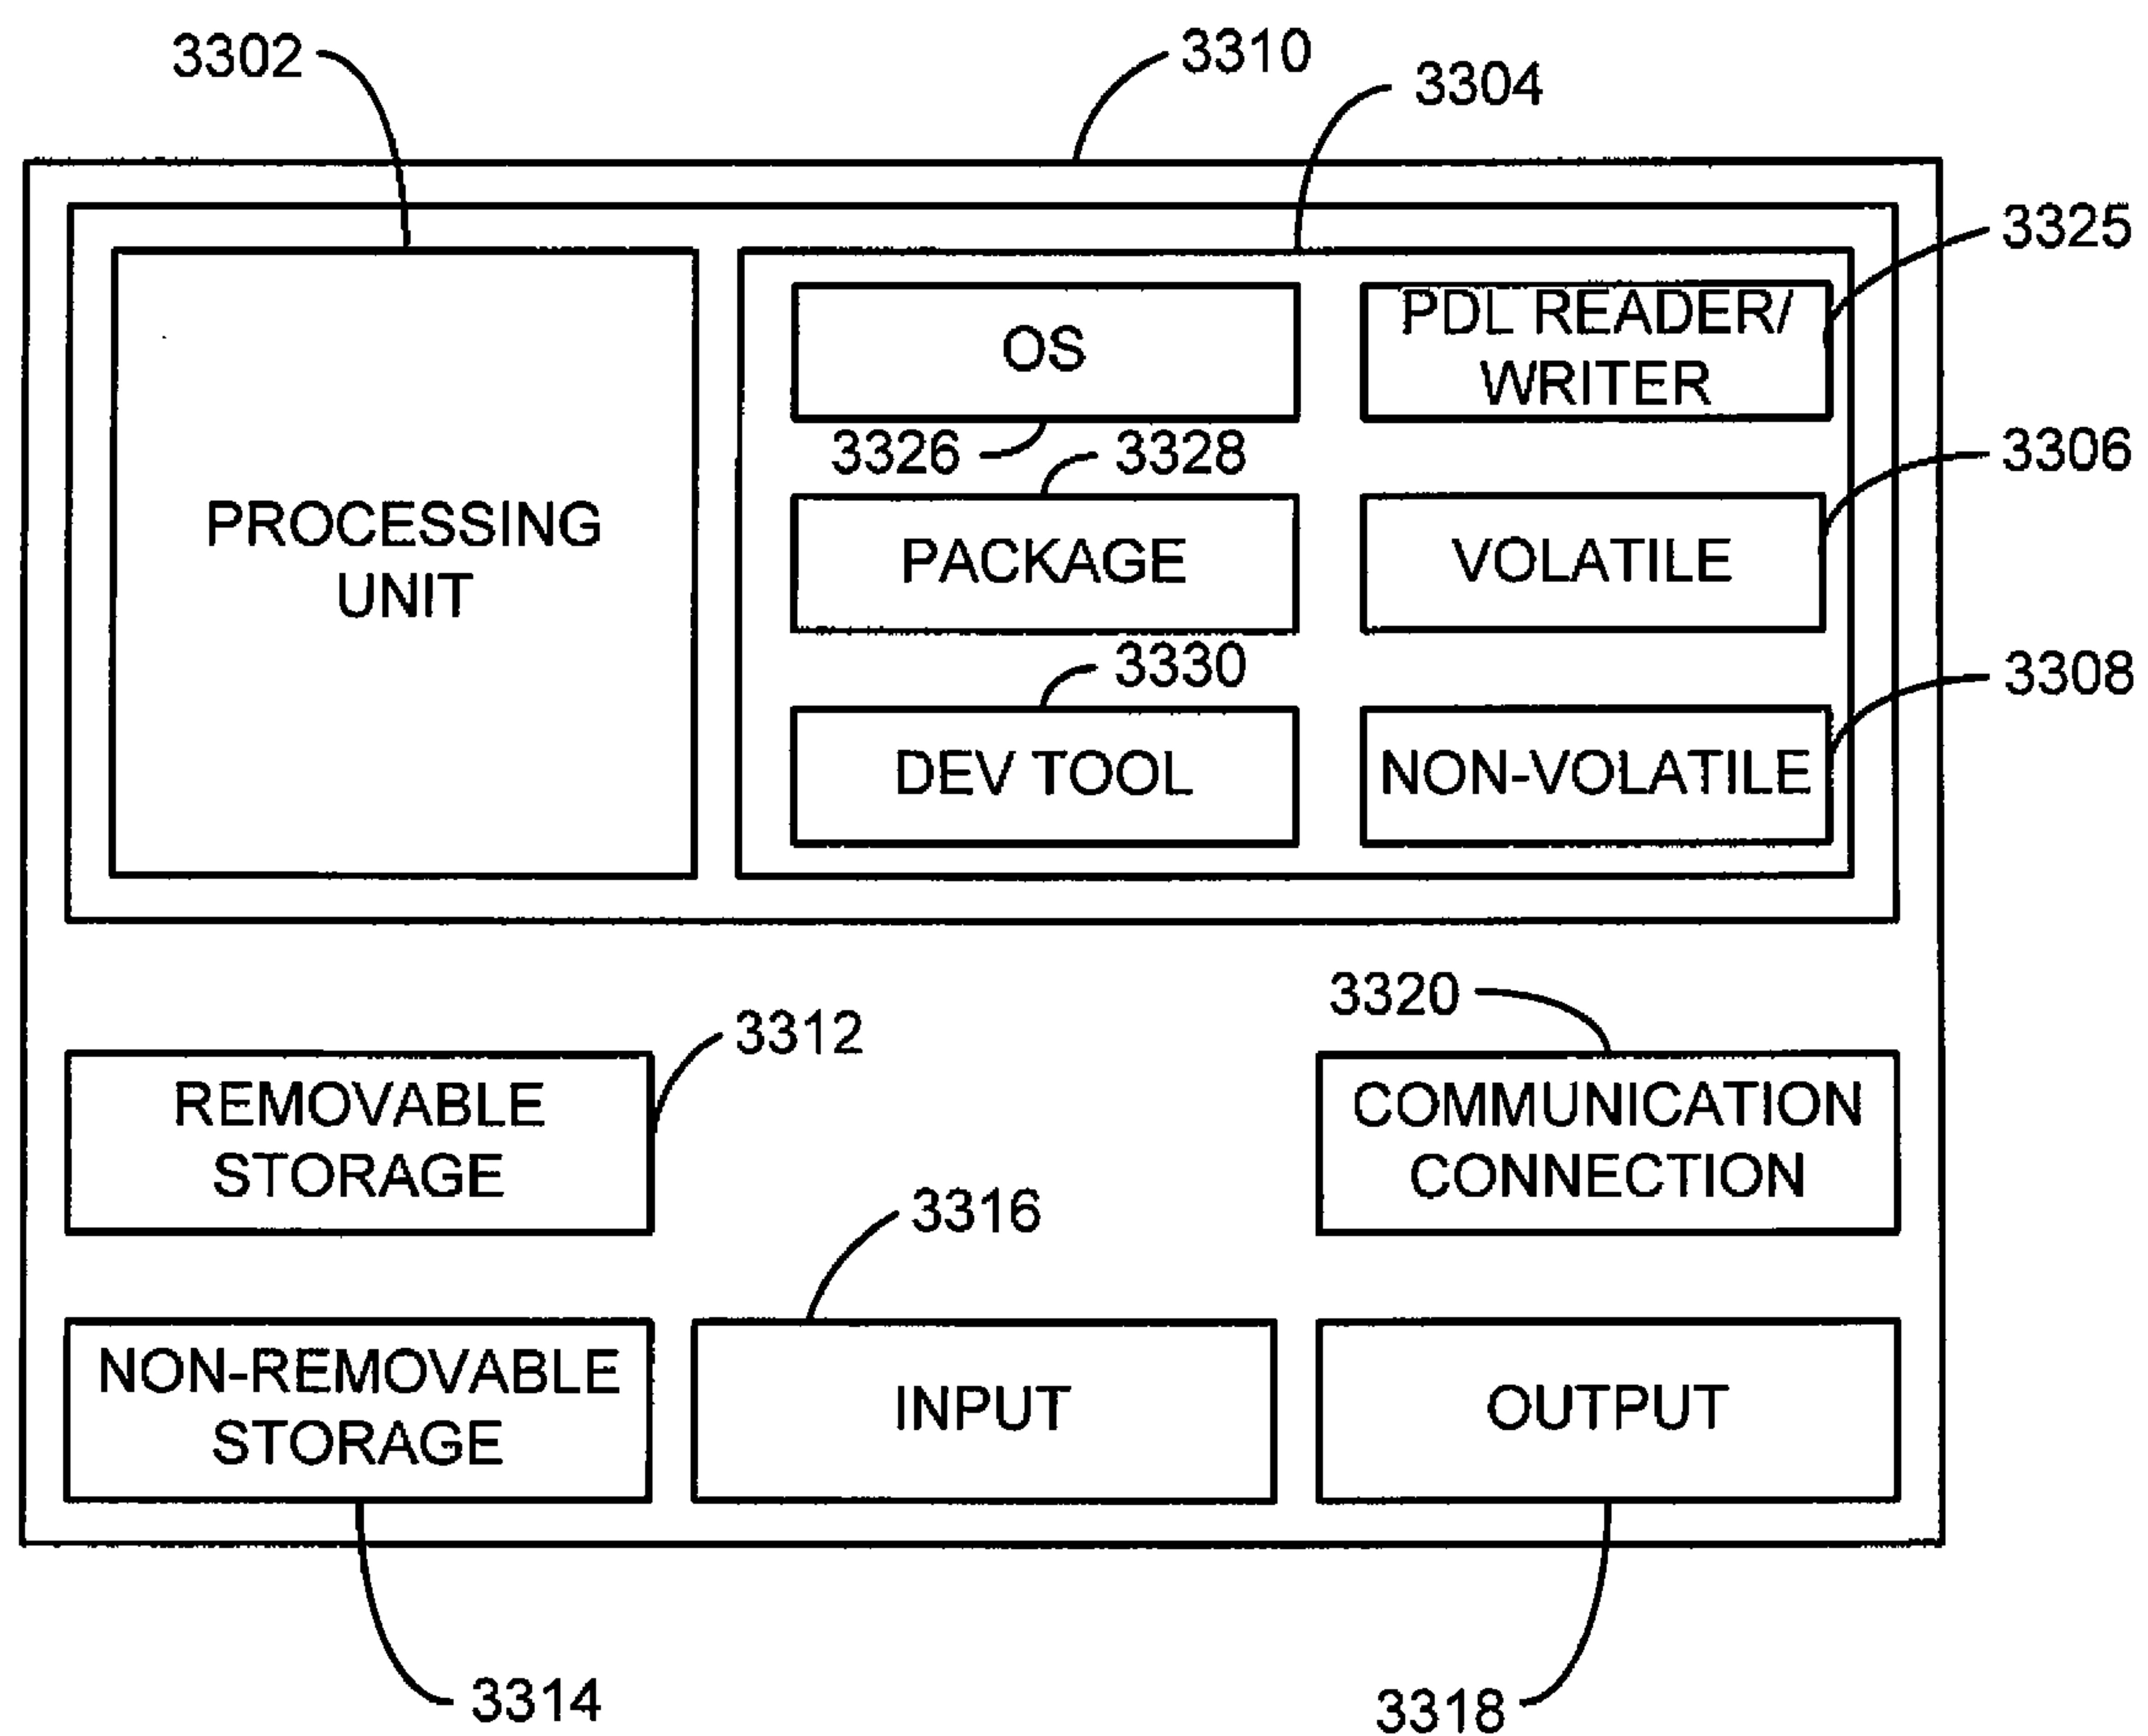 3302
3310
3304
3325
OS
PDL READER/
WRITER
3326
3328
3306
PROCESSING
UNIT
PACKAGE
VOLATILE
3330
3308
DEV TOOL
NON-VOLATILE
3320
3312
REMOVABLE
STORAGE
COMMUNICATION
CONNECTION
3316
NON-REMOVABLE
STORAGE
INPUT
OUTPUT
3314
3318